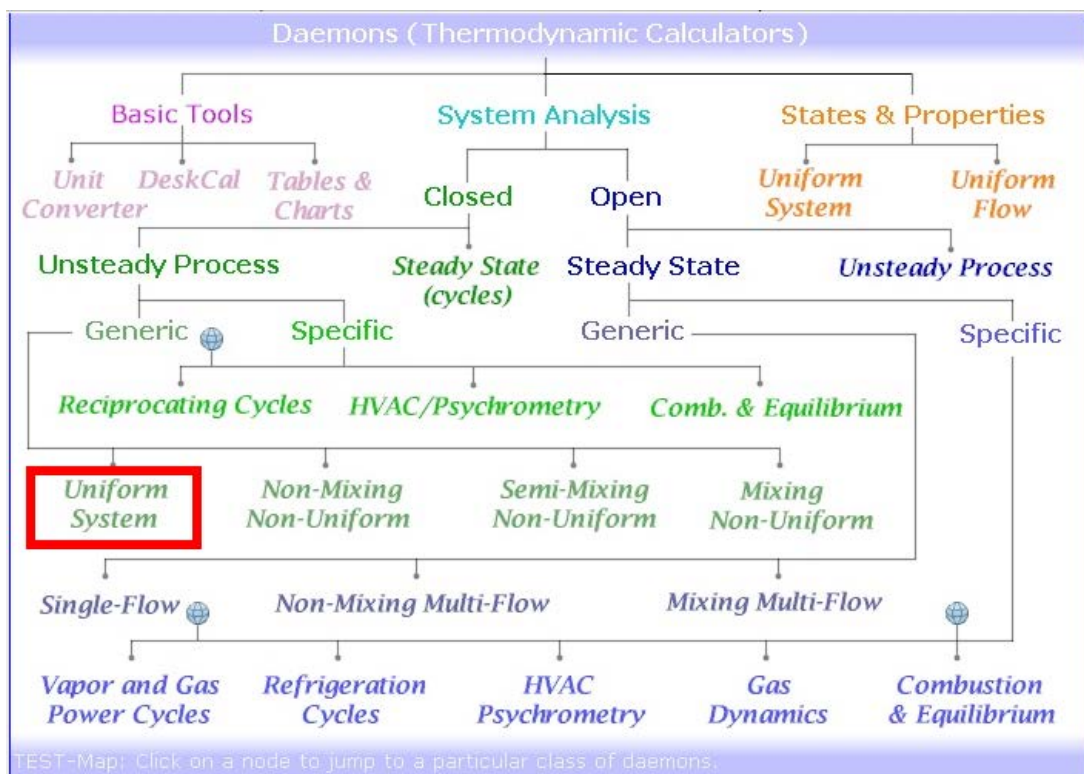 Daemons (Thermodynamic Calculators)
Basic Tools
System Analysis
States & Properties
Unit
Converter
DeskCal
Tables &
Charts
Uniform
System
Uniform
Flow
Closed
Open
Unsteady Process
Steady State
(cycles)
Steady State
Unsteady Process
Generic
Specific
Generic
Specific
Reciprocating Cycles
HVAC/Psychrometry
Comb. & Equilibrium
Uniform
System
Non-Mixing
Non-Uniform
Semi-Mixing
Non-Uniform
Mixing
Non-Uniform
Single-Flow
Non-Mixing Multi-Flow
Mixing Multi-Flow
Vapor and Gas
Power Cycles
Refrigeration
Cycles
HVAC
Psychrometry
Gas
Dynamics
Combustion
& Equilibrium
TEST-Map: Click on a node to jump to a particular class of daemons.